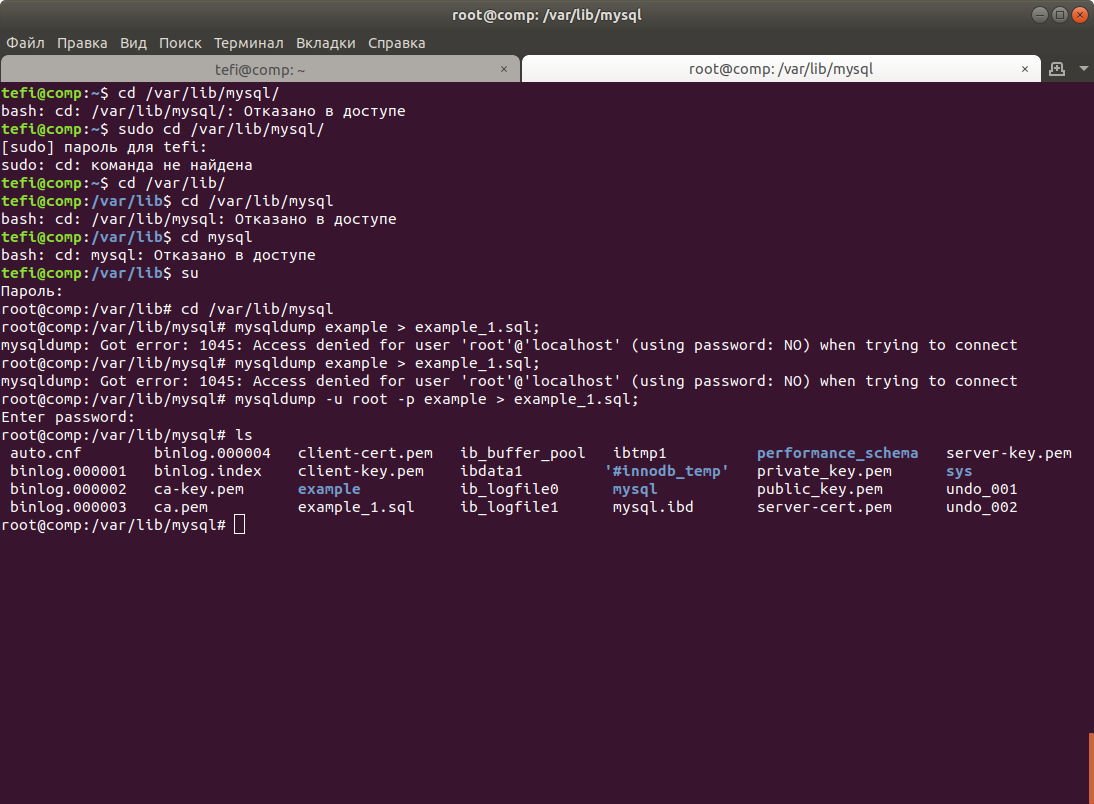 root@comp: /var/lib/mysql
Файл Правка Вид Поиск Терминал Вкладки Справка
tefi@comp: ~ × root@comp: /var/lib/mysql ×
tefi@comp:~$ cd /var/lib/mysql/
bash: cd: /var/lib/mysql/: Отказано в доступе
tefi@comp:~$ sudo cd /var/lib/mysql/
[sudo] пароль для tefi:
sudo: cd: команда не найдена
tefi@comp:~$ cd /var/lib/
tefi@comp:/var/lib$ cd /var/lib/mysql
bash: cd: /var/lib/mysql: Отказано в доступе
tefi@comp:/var/lib$ cd mysql
bash: cd: mysql: Отказано в доступе
tefi@comp:/var/lib$ su
Пароль:
root@comp:/var/lib# cd /var/lib/mysql
root@comp:/var/lib/mysql# mysqldump example > example_1.sql;
mysqldump: Got error: 1045: Access denied for user 'root'@'localhost' (using password: NO) when trying to connect
root@comp:/var/lib/mysql# mysqldump example > example_1.sql;
mysqldump: Got error: 1045: Access denied for user 'root'@'localhost' (using password: NO) when trying to connect
root@comp:/var/lib/mysql# mysqldump -u root -p example > example_1.sql;
Enter password:
root@comp:/var/lib/mysql# ls
auto.cnf binlog.000004 client-cert.pem ib_buffer_pool ibtmp1 performance_schema server-key.pem
binlog.000001 binlog.index client-key.pem ibdata1 '#innodb_temp' private_key.pem sys
binlog.000002 ca-key.pem example ib_logfile0 mysql public_key.pem undo_001
binlog.000003 ca.pem example_1.sql ib_logfile1 mysql.ibd server-cert.pem undo_002
root@comp:/var/lib/mysql#